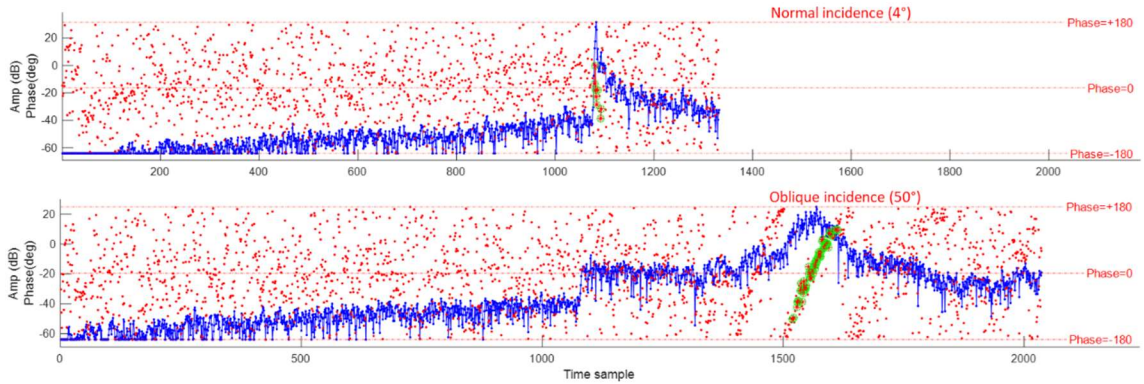 Normal incidence (4°)
Phase=+180
20
0
Phase=0
-20
-40
-60
Phase=-180
Amp (dB)
Phase(deg)
200 400 600 800 1000 1200 1400 1600 1800 2000
Oblique incidence (50°)
Phase=+180
20
0
Phase=0
-20
-40
-60
Phase=-180
Amp (dB)
Phase(deg)
0 500 1000 1500 2000
Time sample